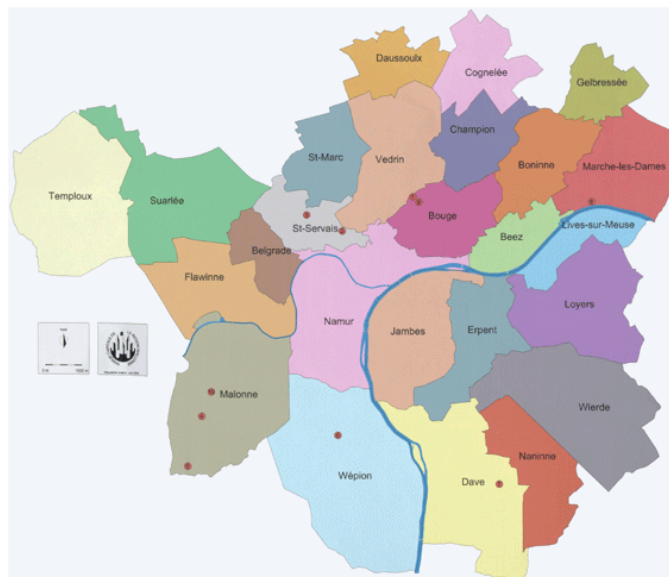 Daussoulx
Cognelée
Gelbressée
Champion
St-Marc
Vedrin
Boninne
Marche-les-Dames
Temploux
Suarlée
Bouge
St-Servais
Lives-sur-Meuse
Beez
Belgrade
Flawinne
Loyers
Namur
Jambes
Erpent
Malonne
Wierde
Naninne
Wépion
Dave